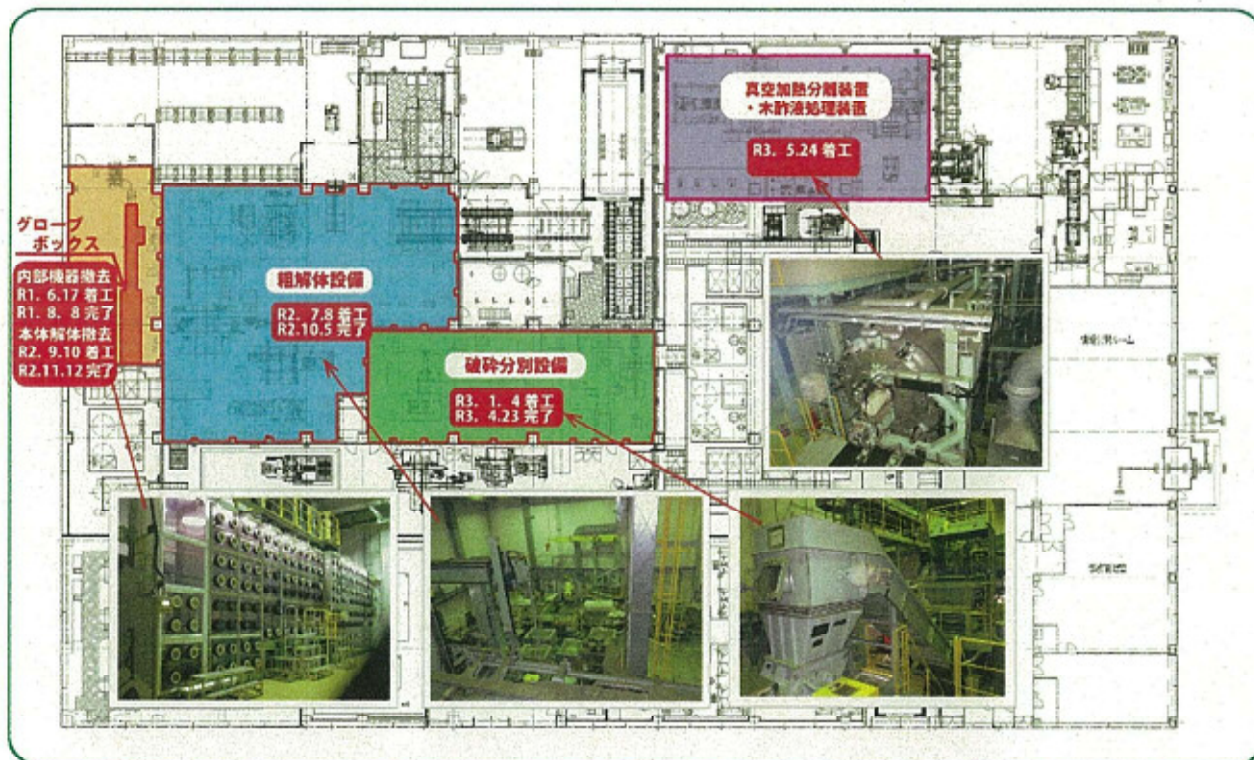 グローブ
ボックス
内部機器撤去
R1. 6.17 着工
R1. 8. 8 完了
本体解体撤去
R2. 9.10 着工
R2.11.12 完了
粗解体設備
R2. 7.8 着工
R2.10.5 完了
破砕分別設備
R3. 1. 4 着工
R3. 4.23 完了
真空加熱分離装置
・木酢液処理装置
R3. 5.24 着工